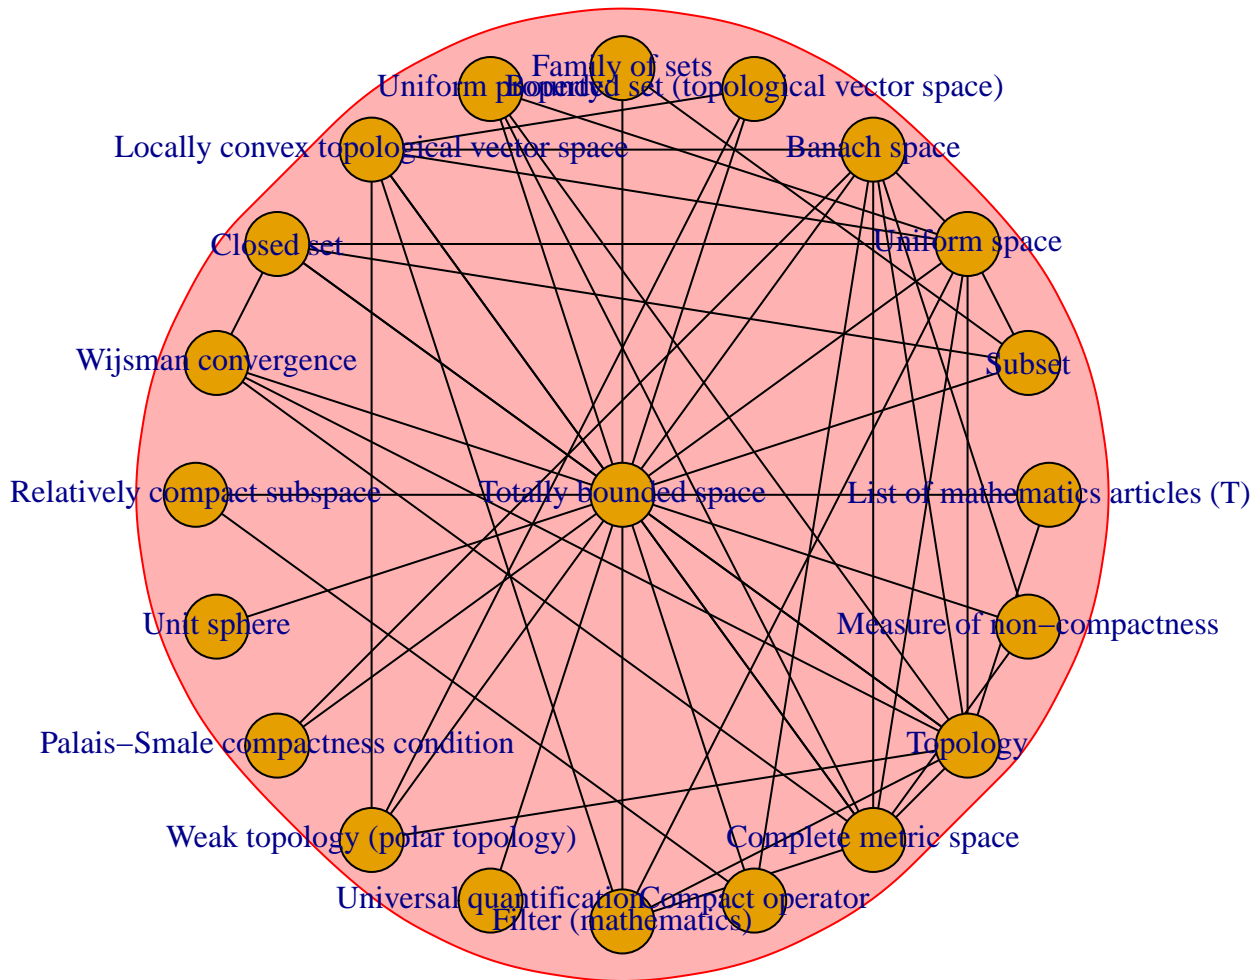 Family of sets
Uniform property
Bounded set (topological vector space)
Locally convex topological vector space
Banach space
Closed set
Uniform space
Wijsman convergence
Subset
Relatively compact subspace
Totally bounded space
List of mathematics articles (T)
Unit sphere
Measure of non−compactness
Palais−Smale compactness condition
Topology
Weak topology (polar topology)
Complete metric space
Universal quantification
Compact operator
Filter (mathematics)